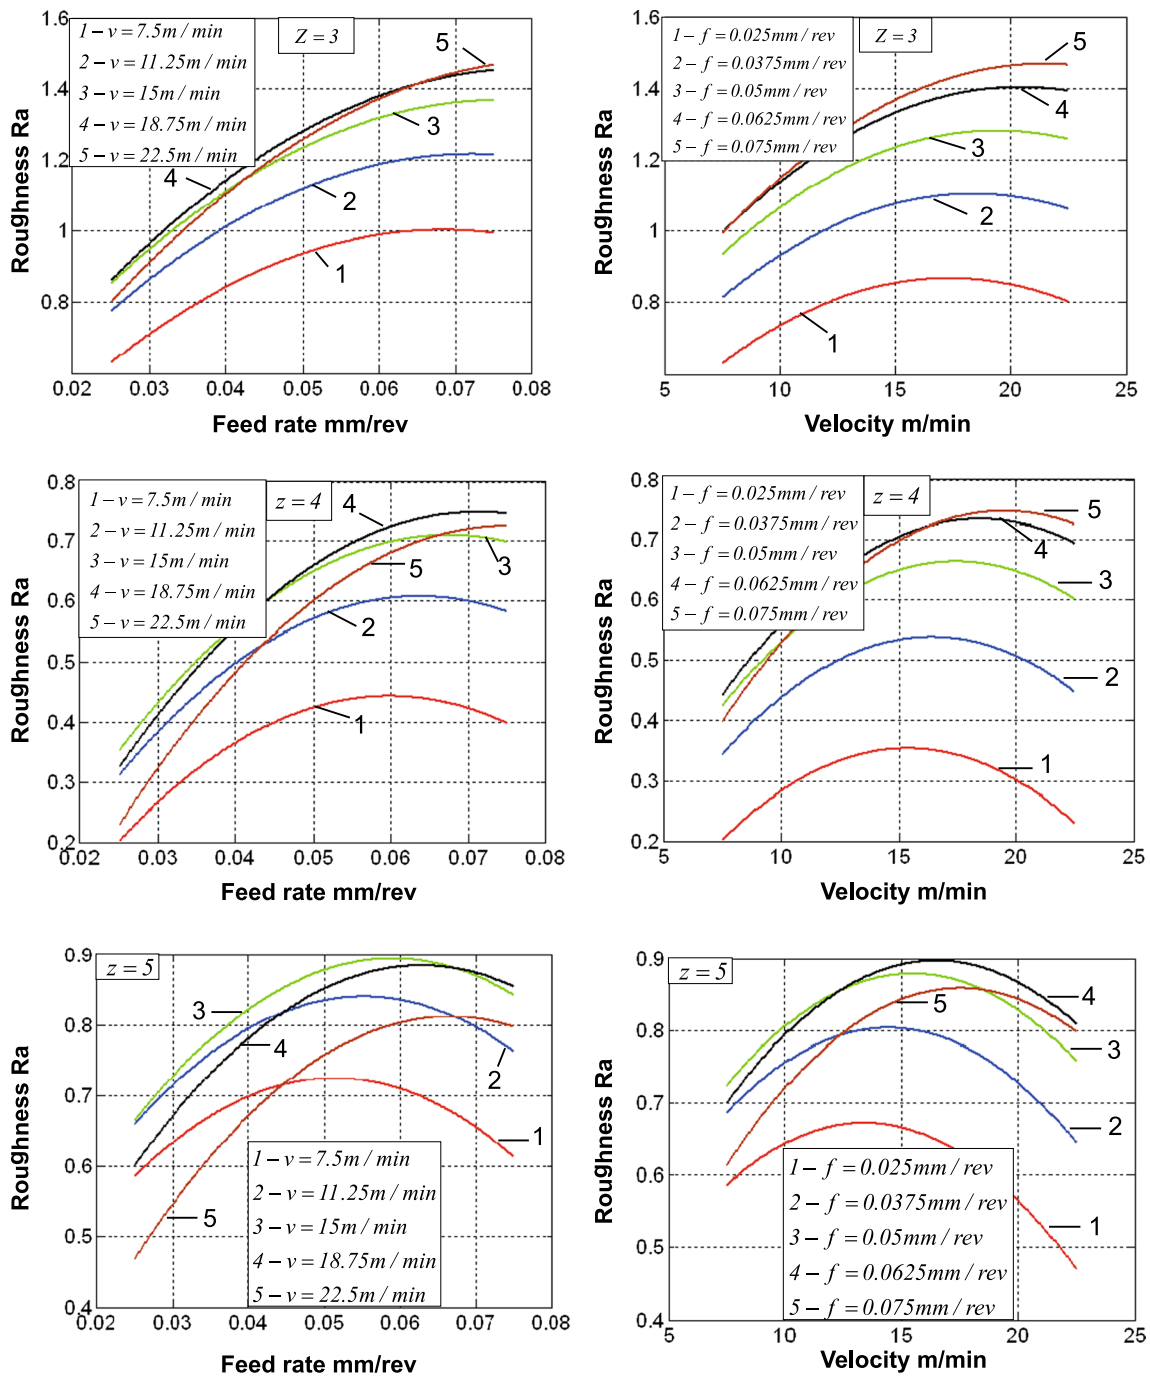 1.6
1.4
1.2
1
0.8
0.02
0.03
0.04
0.05
0.06
0.07
0.08
Roughness Ra
Feed rate mm/rev
1 – v = 7.5m / min
2 – v = 11.25m / min
3 – v = 15m / min
4 – v = 18.75m / min
5 – v = 22.5m / min
Z = 3
5
4
3
2
1
1.6
1.4
1.2
1
0.8
5
10
15
20
25
Roughness Ra
Velocity m/min
1 – f = 0.025mm / rev
2 – f = 0.0375mm / rev
3 – f = 0.05mm / rev
4 – f = 0.0625mm / rev
5 – f = 0.075mm / rev
Z = 3
5
4
3
2
1
0.8
0.7
0.6
0.5
0.4
0.3
0.2
0.02
0.03
0.04
0.05
0.06
0.07
0.08
Roughness Ra
Feed rate mm/rev
1 – v = 7.5m / min
2 – v = 11.25m / min
3 – v = 15m / min
4 – v = 18.75m / min
5 – v = 22.5m / min
z = 4
4
3
5
2
1
0.8
0.7
0.6
0.5
0.4
0.3
0.2
5
10
15
20
25
Roughness Ra
Velocity m/min
1 – f = 0.025mm / rev
2 – f = 0.0375mm / rev
3 – f = 0.05mm / rev
4 – f = 0.0625mm / rev
5 – f = 0.075mm / rev
z = 4
5
4
3
2
1
0.9
0.8
0.7
0.6
0.5
0.4
0.02
0.03
0.04
0.05
0.06
0.07
0.08
Roughness Ra
Feed rate mm/rev
z = 5
3
4
2
1
5
1 – v = 7.5m / min
2 – v = 11.25m / min
3 – v = 15m / min
4 – v = 18.75m / min
5 – v = 22.5m / min
0.9
0.8
0.7
0.6
0.5
0.4
5
10
15
20
25
Roughness Ra
Velocity m/min
z = 5
5
4
3
2
1
1 – f = 0.025mm / rev
2 – f = 0.0375mm / rev
3 – f = 0.05mm / rev
4 – f = 0.0625mm / rev
5 – f = 0.075mm / rev